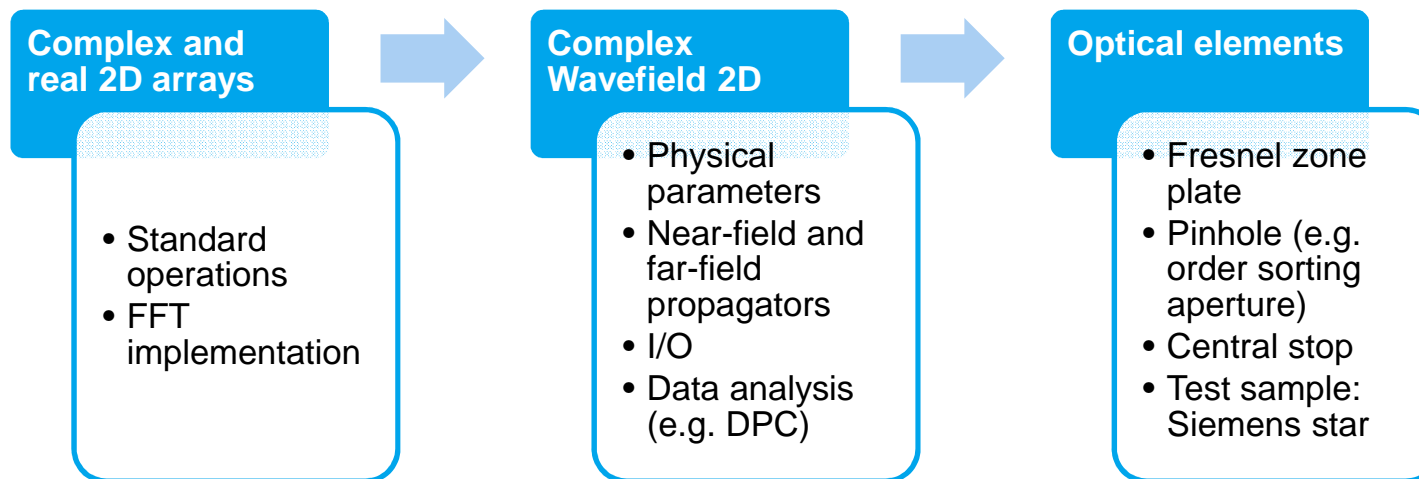 Complex and
real 2D arrays
• Standard
operations
• FFT
implementation
Complex
Wavefield 2D
• Physical
parameters
• Near-field and
far-field
propagators
• I/O
• Data analysis
(e.g. DPC)
Optical elements
• Fresnel zone
plate
• Pinhole (e.g.
order sorting
aperture)
• Central stop
• Test sample:
Siemens star